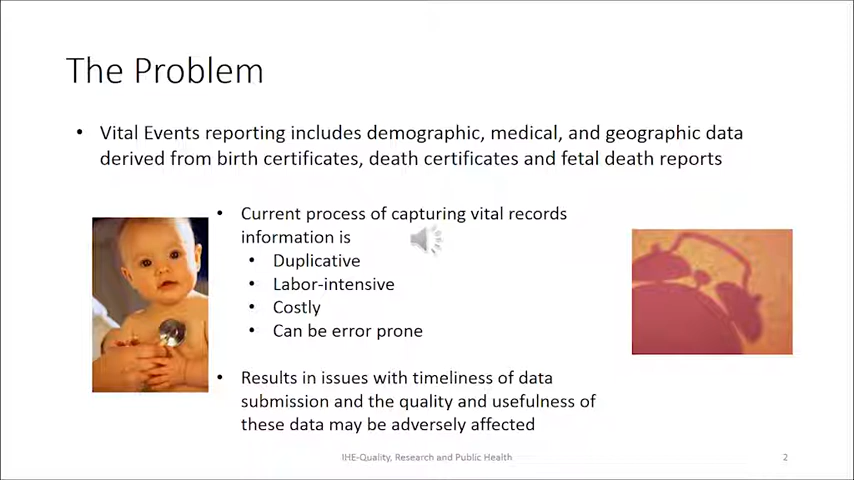 The Problem
• Vital Events reporting includes demographic, medical, and geographic data
derived from birth certificates, death certificates and fetal death reports
• Current process of capturing vital records
information is
• Duplicative
• Labor-intensive
• Costly
• Can be error prone
• Results in issues with timeliness of data
submission and the quality and usefulness of
these data may be adversely affected
IHE-Quality, Research and Public Health
2